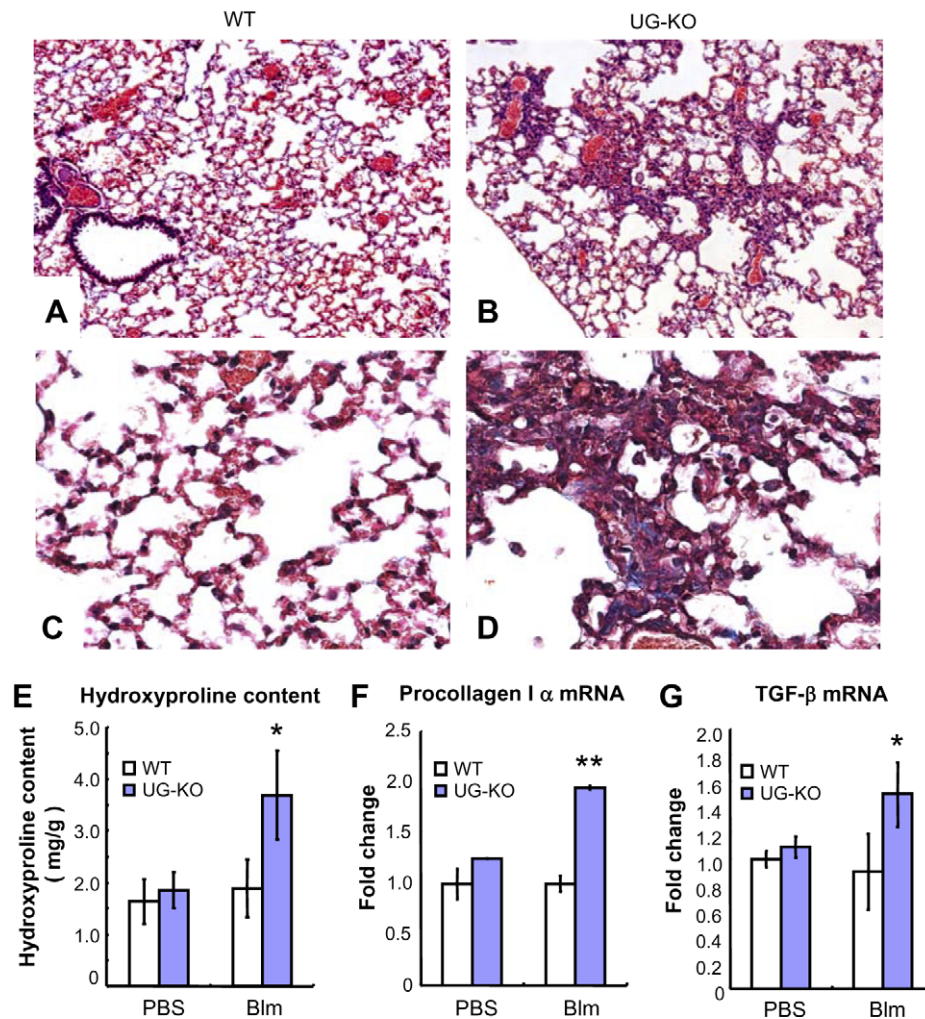 WT UG-KO
A B
C D
E Hydroxyproline content
5.0
4.0
3.0
2.0
1.0
0
Hydroxyproline content
( mg/g)
WT
UG-KO
*
PBS Blm
F Procollagen I α mRNA
2.5
2.0
1.5
1.0
0.5
0
Fold change
WT
UG-KO
**
PBS Blm
G TGF-β mRNA
2.0
1.8
1.6
1.4
1.2
1.0
0.8
0.6
0.4
0.2
0
Fold change
WT
UG-KO
*
PBS Blm